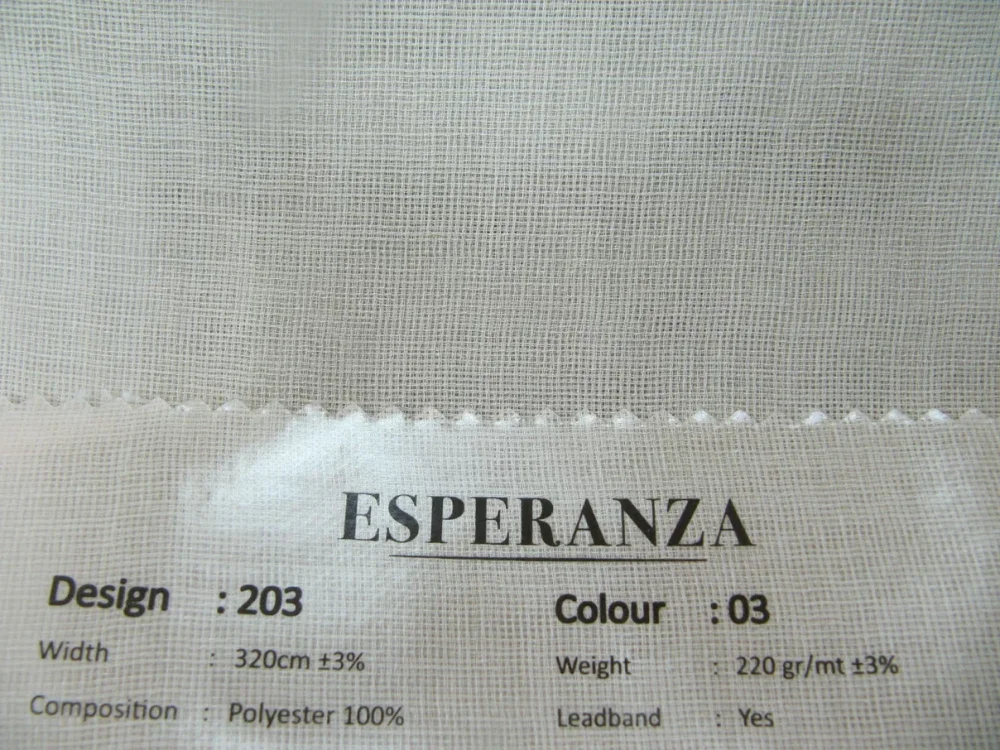 ESPERANZA
Design : 203 Colour : 03
Width : 320cm ±3% Weight : 220 gr/mt ±3%
Composition : Polyester 100% Leadband : Yes